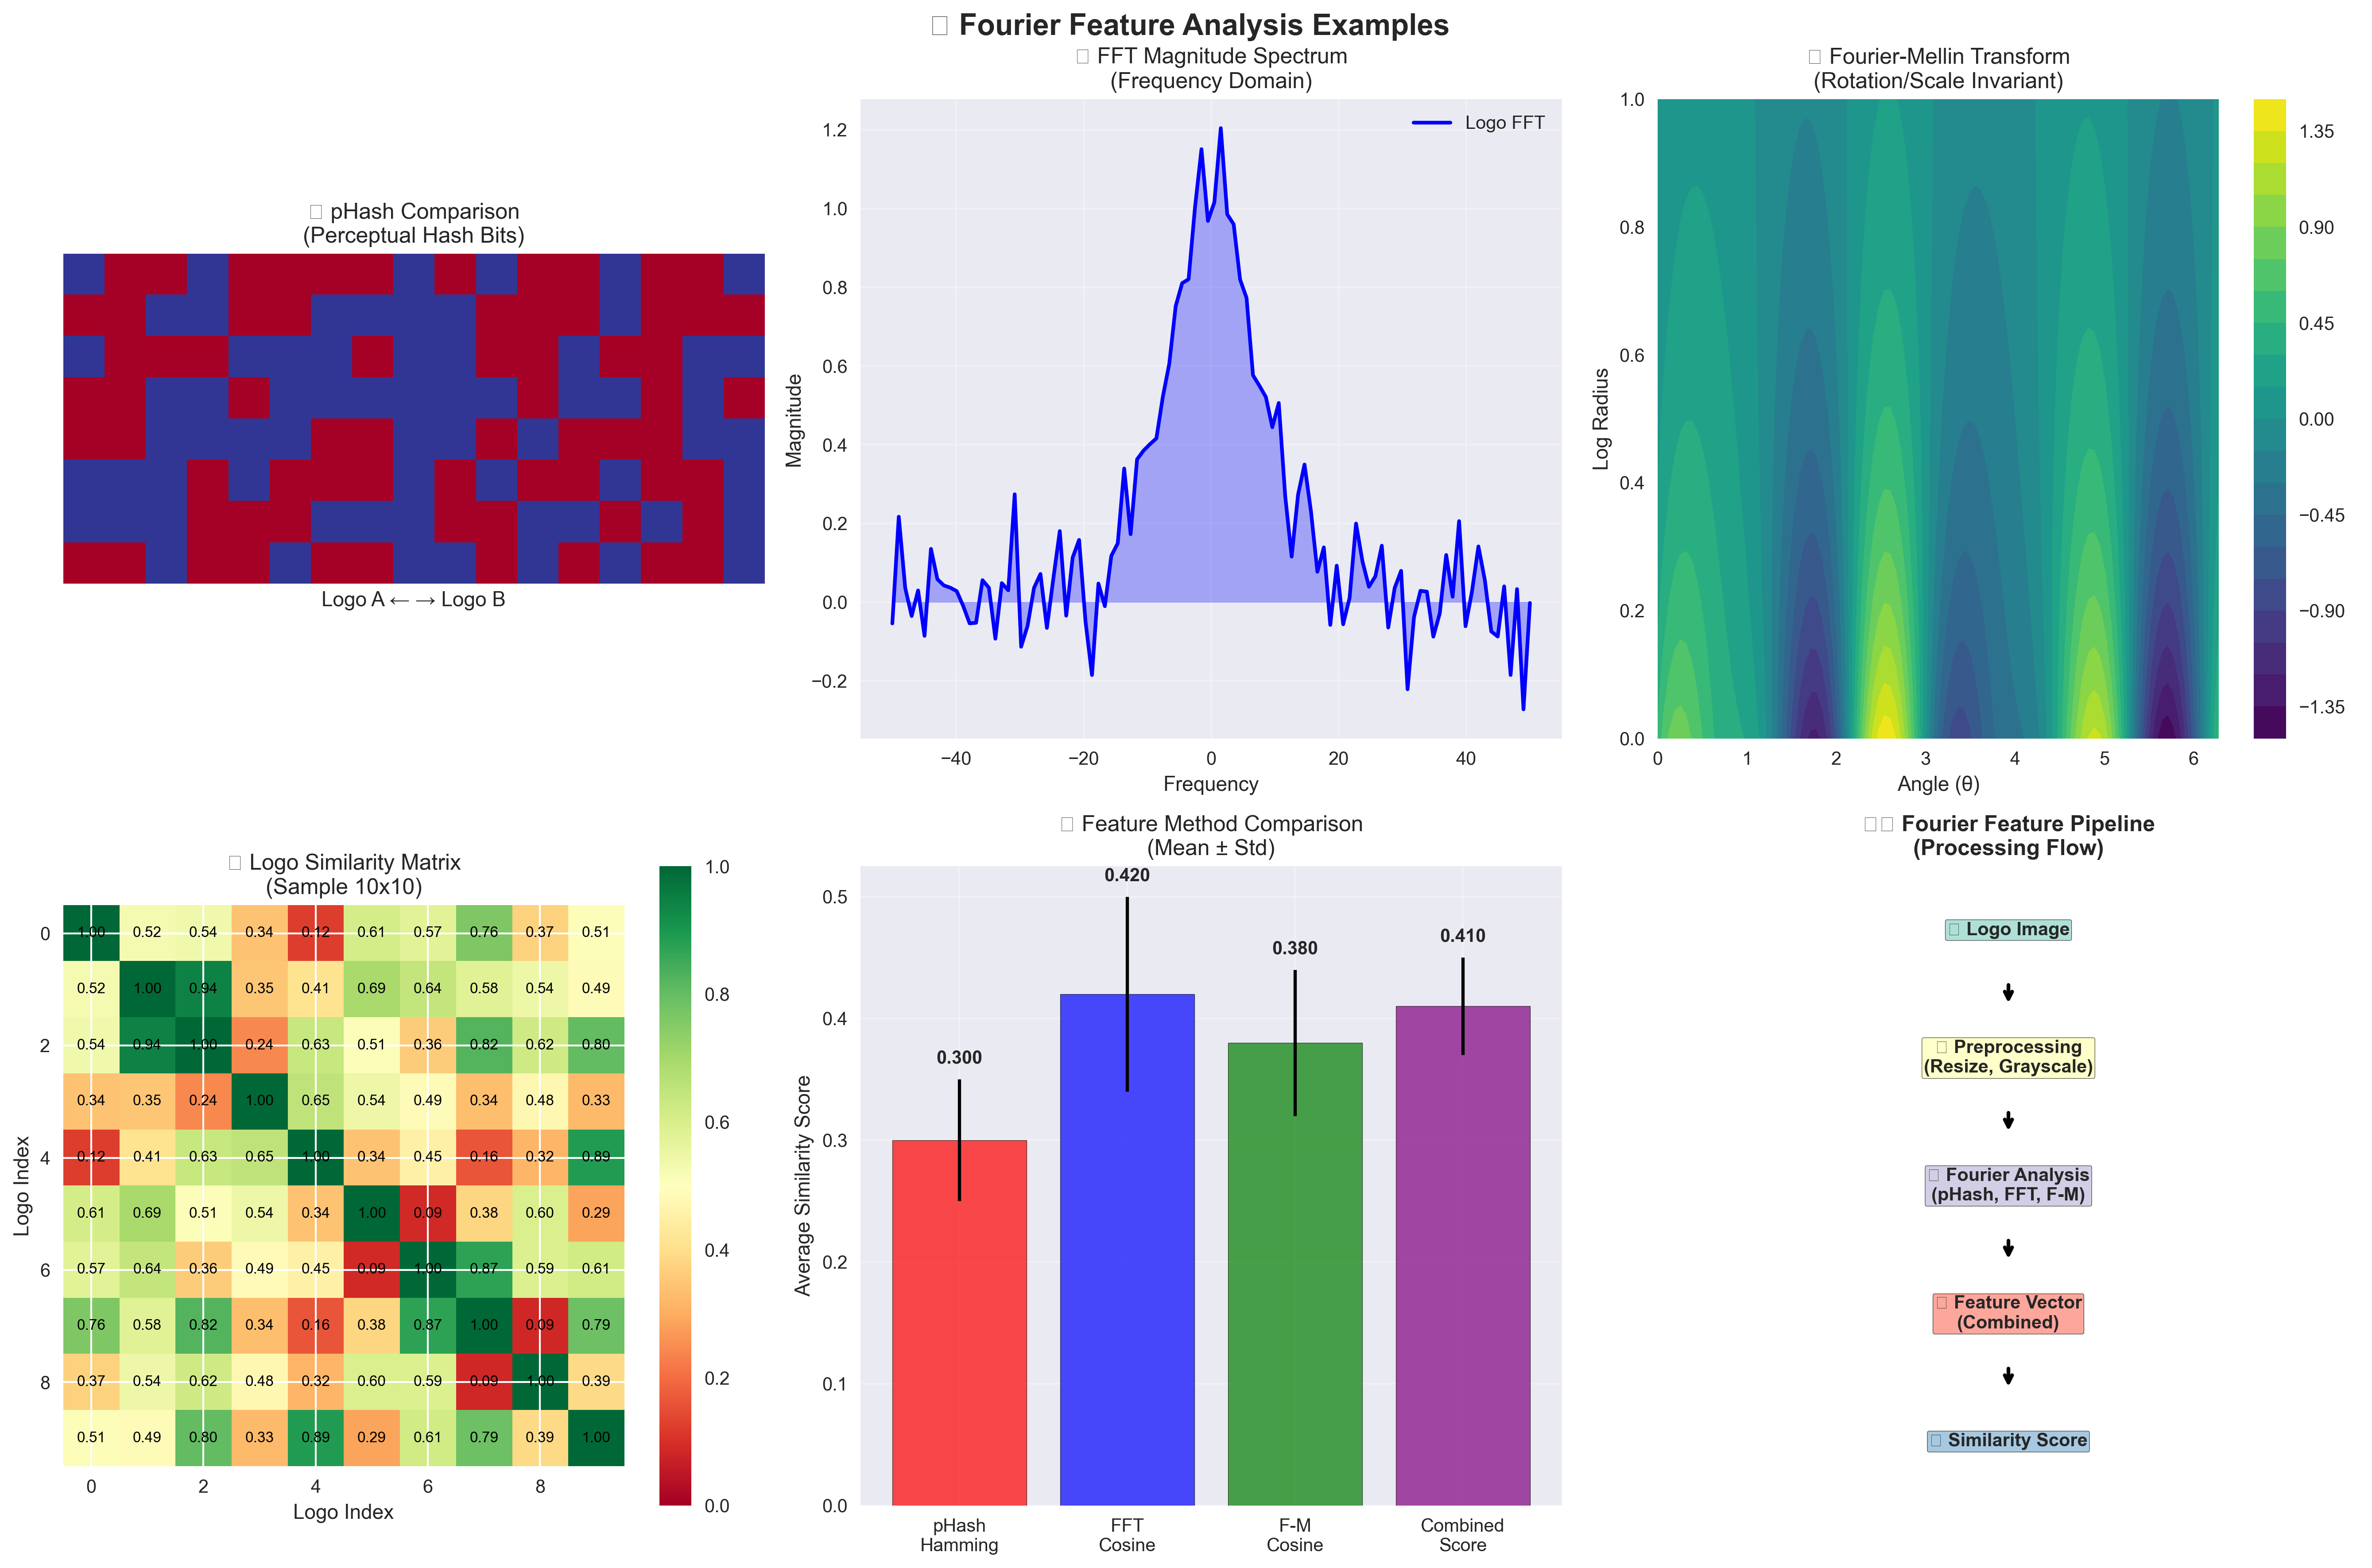 ▯ Fourier Feature Analysis Examples
▯ pHash Comparison
(Perceptual Hash Bits)
Logo A ← → Logo B
▯ FFT Magnitude Spectrum
(Frequency Domain)
Logo FFT
Magnitude
1.2
1.0
0.8
0.6
0.4
0.2
0.0
−0.2
−40 −20 0 20 40
Frequency
▯ Fourier-Mellin Transform
(Rotation/Scale Invariant)
Log Radius
1.0
0.8
0.6
0.4
0.2
0.0
0 1 2 3 4 5 6
Angle (θ)
1.35
0.90
0.45
0.00
−0.45
−0.90
−1.35
▯ Logo Similarity Matrix
(Sample 10x10)
Logo Index
0 1.00 0.52 0.54 0.34 0.12 0.61 0.57 0.76 0.37 0.51
0.52 1.00 0.94 0.35 0.41 0.69 0.64 0.58 0.54 0.49
2 0.54 0.94 1.00 0.24 0.63 0.51 0.36 0.82 0.62 0.80
0.34 0.35 0.24 1.00 0.65 0.54 0.49 0.34 0.48 0.33
4 0.12 0.41 0.63 0.65 1.00 0.34 0.45 0.16 0.32 0.89
0.61 0.69 0.51 0.54 0.34 1.00 0.09 0.38 0.60 0.29
6 0.57 0.64 0.36 0.49 0.45 0.09 1.00 0.87 0.59 0.61
0.76 0.58 0.82 0.34 0.16 0.38 0.87 1.00 0.09 0.79
8 0.37 0.54 0.62 0.48 0.32 0.60 0.59 0.09 1.00 0.39
0.51 0.49 0.80 0.33 0.89 0.29 0.61 0.79 0.39 1.00
0 2 4 6 8
Logo Index
1.0
0.8
0.6
0.4
0.2
0.0
▯ Feature Method Comparison
(Mean ± Std)
Average Similarity Score
0.5
0.4
0.3
0.2
0.1
0.0
0.300 0.420 0.380 0.410
pHash FFT F-M Combined
Hamming Cosine Cosine Score
▯▯ Fourier Feature Pipeline
(Processing Flow)
▯ Logo Image
▯ Preprocessing
(Resize, Grayscale)
▯ Fourier Analysis
(pHash, FFT, F-M)
▯ Feature Vector
(Combined)
▯ Similarity Score